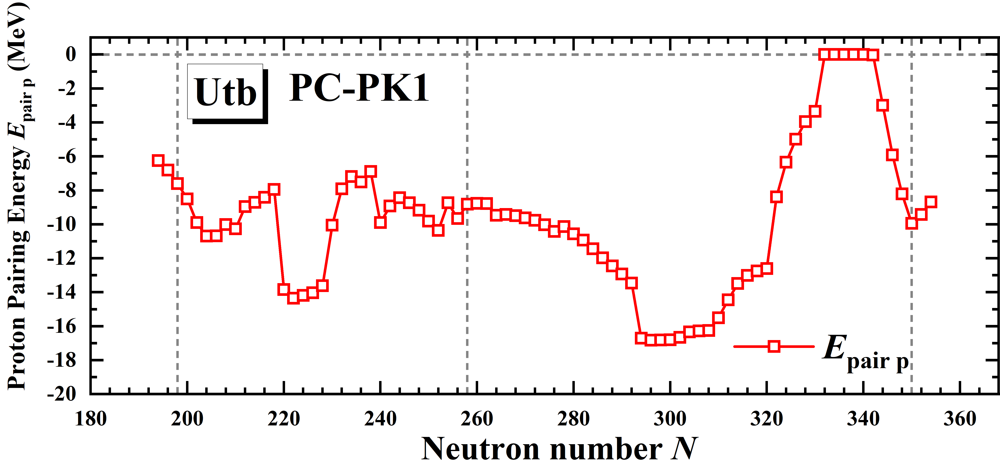 Proton Pairing Energy E pair p (MeV)
0
-2
-4
-6
-8
-10
-12
-14
-16
-18
-20
Utb PC-PK1
E pair p
180 200 220 240 260 280 300 320 340 360
Neutron number N